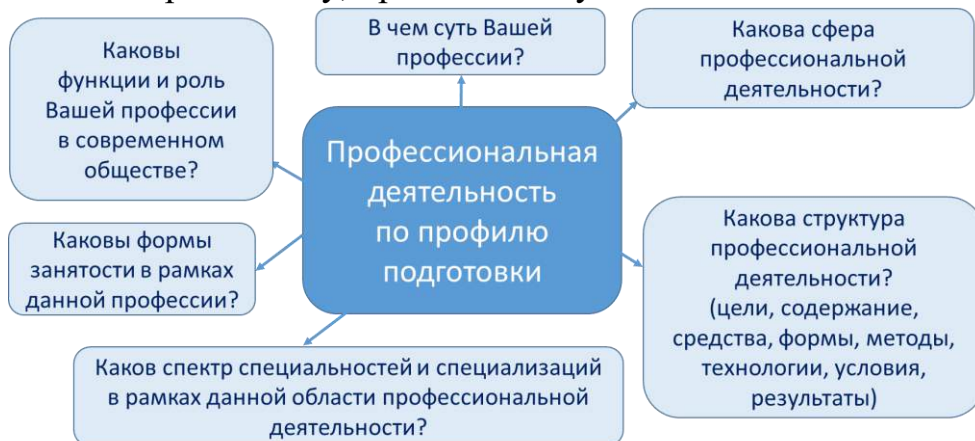 В чем суть Вашей
профессии?
Какова сфера
профессиональной
деятельности?
Каковы
функции и роль
Вашей профессии
в современном
обществе?
Профессиональная
деятельность
по профилю
подготовки
Каковы формы
занятости в рамках
данной профессии?
Какова структура
профессиональной
деятельности?
(цели, содержание,
средства, формы, методы,
технологии, условия,
результаты)
Каков спектр специальностей и специализаций
в рамках данной области профессиональной
деятельности?